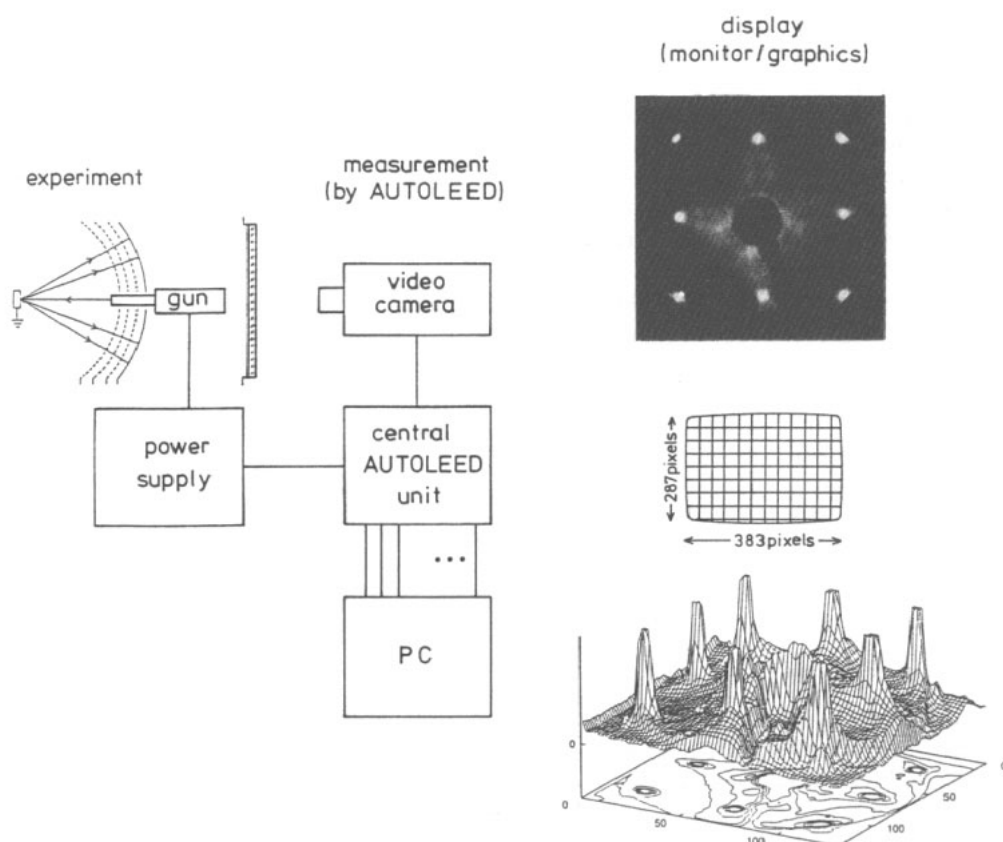 display
(monitor/graphics)
experiment
measurement
(by AUTOLEED)
gun
video
camera
power
supply
central
AUTOLEED
unit
PC
287pixels
383pixels
0
0
50
100
100
50
0